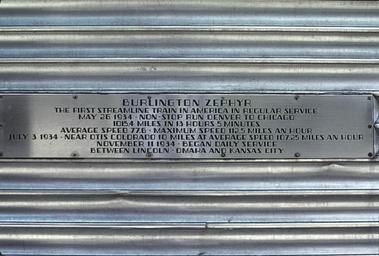 BURLINGTON ZEPHYR
THE FIRST STREAMLINE TRAIN IN AMERICA IN REGULAR SERVICE
MAY 26 1934 · NON-STOP RUN DENVER TO CHICAGO
1015.4 MILES IN 13 HOURS 5 MINUTES
AVERAGE SPEED 77.6 · MAXIMUM SPEED 112.5 MILES AN HOUR
JULY 3 1934 · NEAR OTIS COLORADO 10 MILES AT AVERAGE SPEED 107.25 MILES AN HOUR
NOVEMBER 11 1934 · BEGAN DAILY SERVICE
BETWEEN LINCOLN · OMAHA AND KANSAS CITY